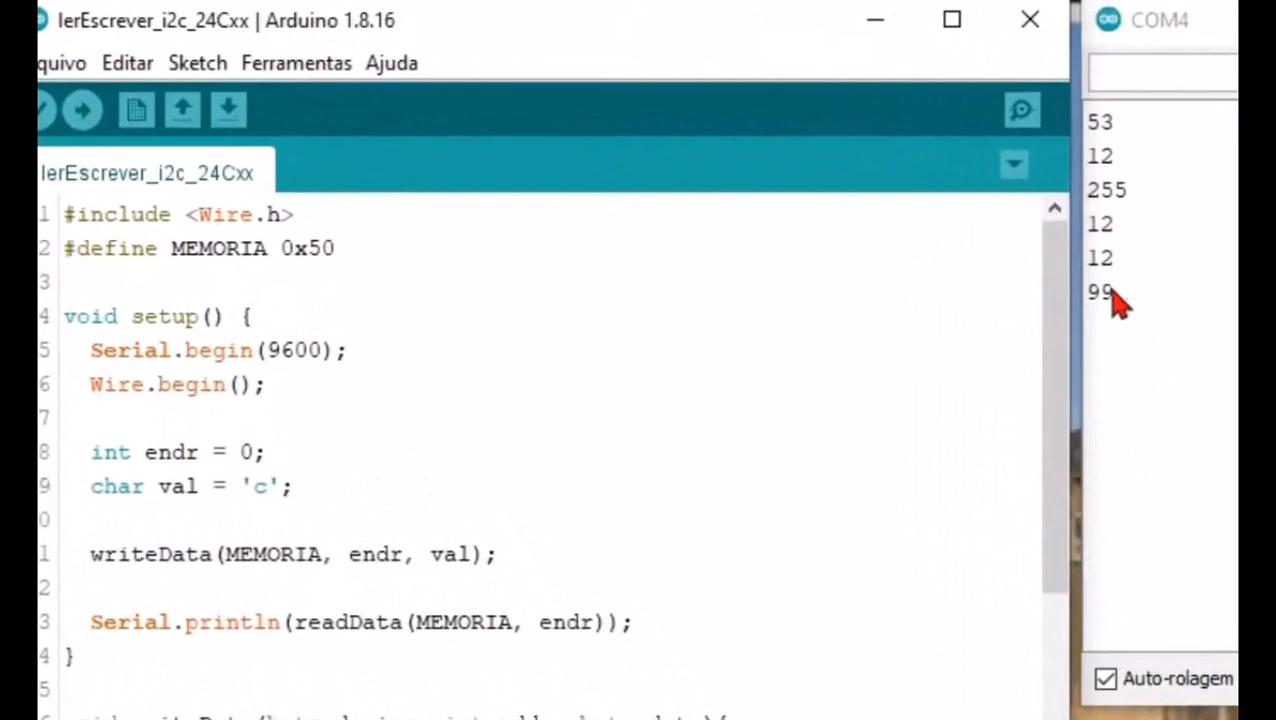 lerEscrever_i2c_24Cxx | Arduino 1.8.16
quivo Editar Sketch Ferramentas Ajuda
lerEscrever_i2c_24Cxx
1 #include <Wire.h>
2 #define MEMORIA 0x50
3
4 void setup() {
5 Serial.begin(9600);
6 Wire.begin();
7
8 int endr = 0;
9 char val = 'c';
0
1 writeData(MEMORIA, endr, val);
2
3 Serial.println(readData(MEMORIA, endr));
4 }
5
COM4
53
12
255
12
12
99
Auto-rolagem